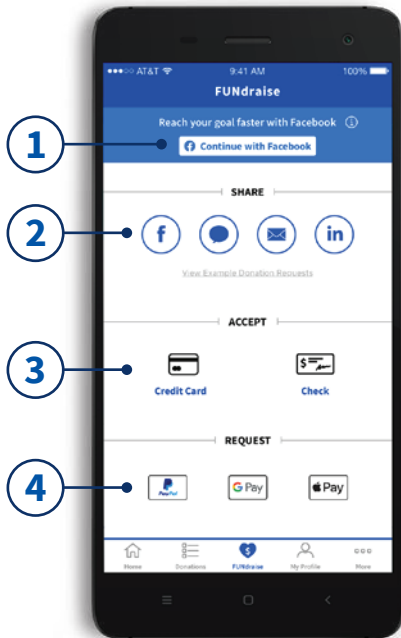 AT&T 9:41 AM 100%
FUNdraise
Reach your goal faster with Facebook
1
Continue with Facebook
SHARE
2
f in
View Example Donation Requests
ACCEPT
3
$
Credit Card Check
REQUEST
4
PayPal G Pay Pay
$
Home Donations FUNdraise My Profile More